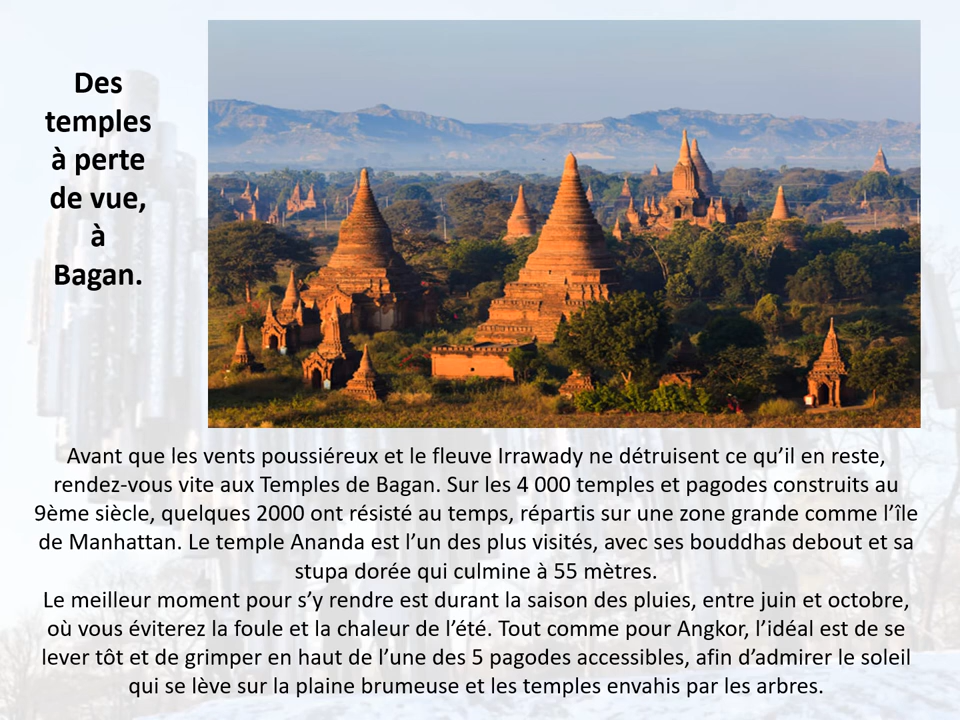 Des
temples
à perte
de vue,
à
Bagan.
Avant que les vents poussiéreux et le fleuve Irrawady ne détruisent ce qu’il en reste,
rendez-vous vite aux Temples de Bagan. Sur les 4 000 temples et pagodes construits au
9ème siècle, quelques 2000 ont résisté au temps, répartis sur une zone grande comme l’île
de Manhattan. Le temple Ananda est l’un des plus visités, avec ses bouddhas debout et sa
stupa dorée qui culmine à 55 mètres.
Le meilleur moment pour s’y rendre est durant la saison des pluies, entre juin et octobre,
où vous éviterez la foule et la chaleur de l’été. Tout comme pour Angkor, l’idéal est de se
lever tôt et de grimper en haut de l’une des 5 pagodes accessibles, afin d’admirer le soleil
qui se lève sur la plaine brumeuse et les temples envahis par les arbres.